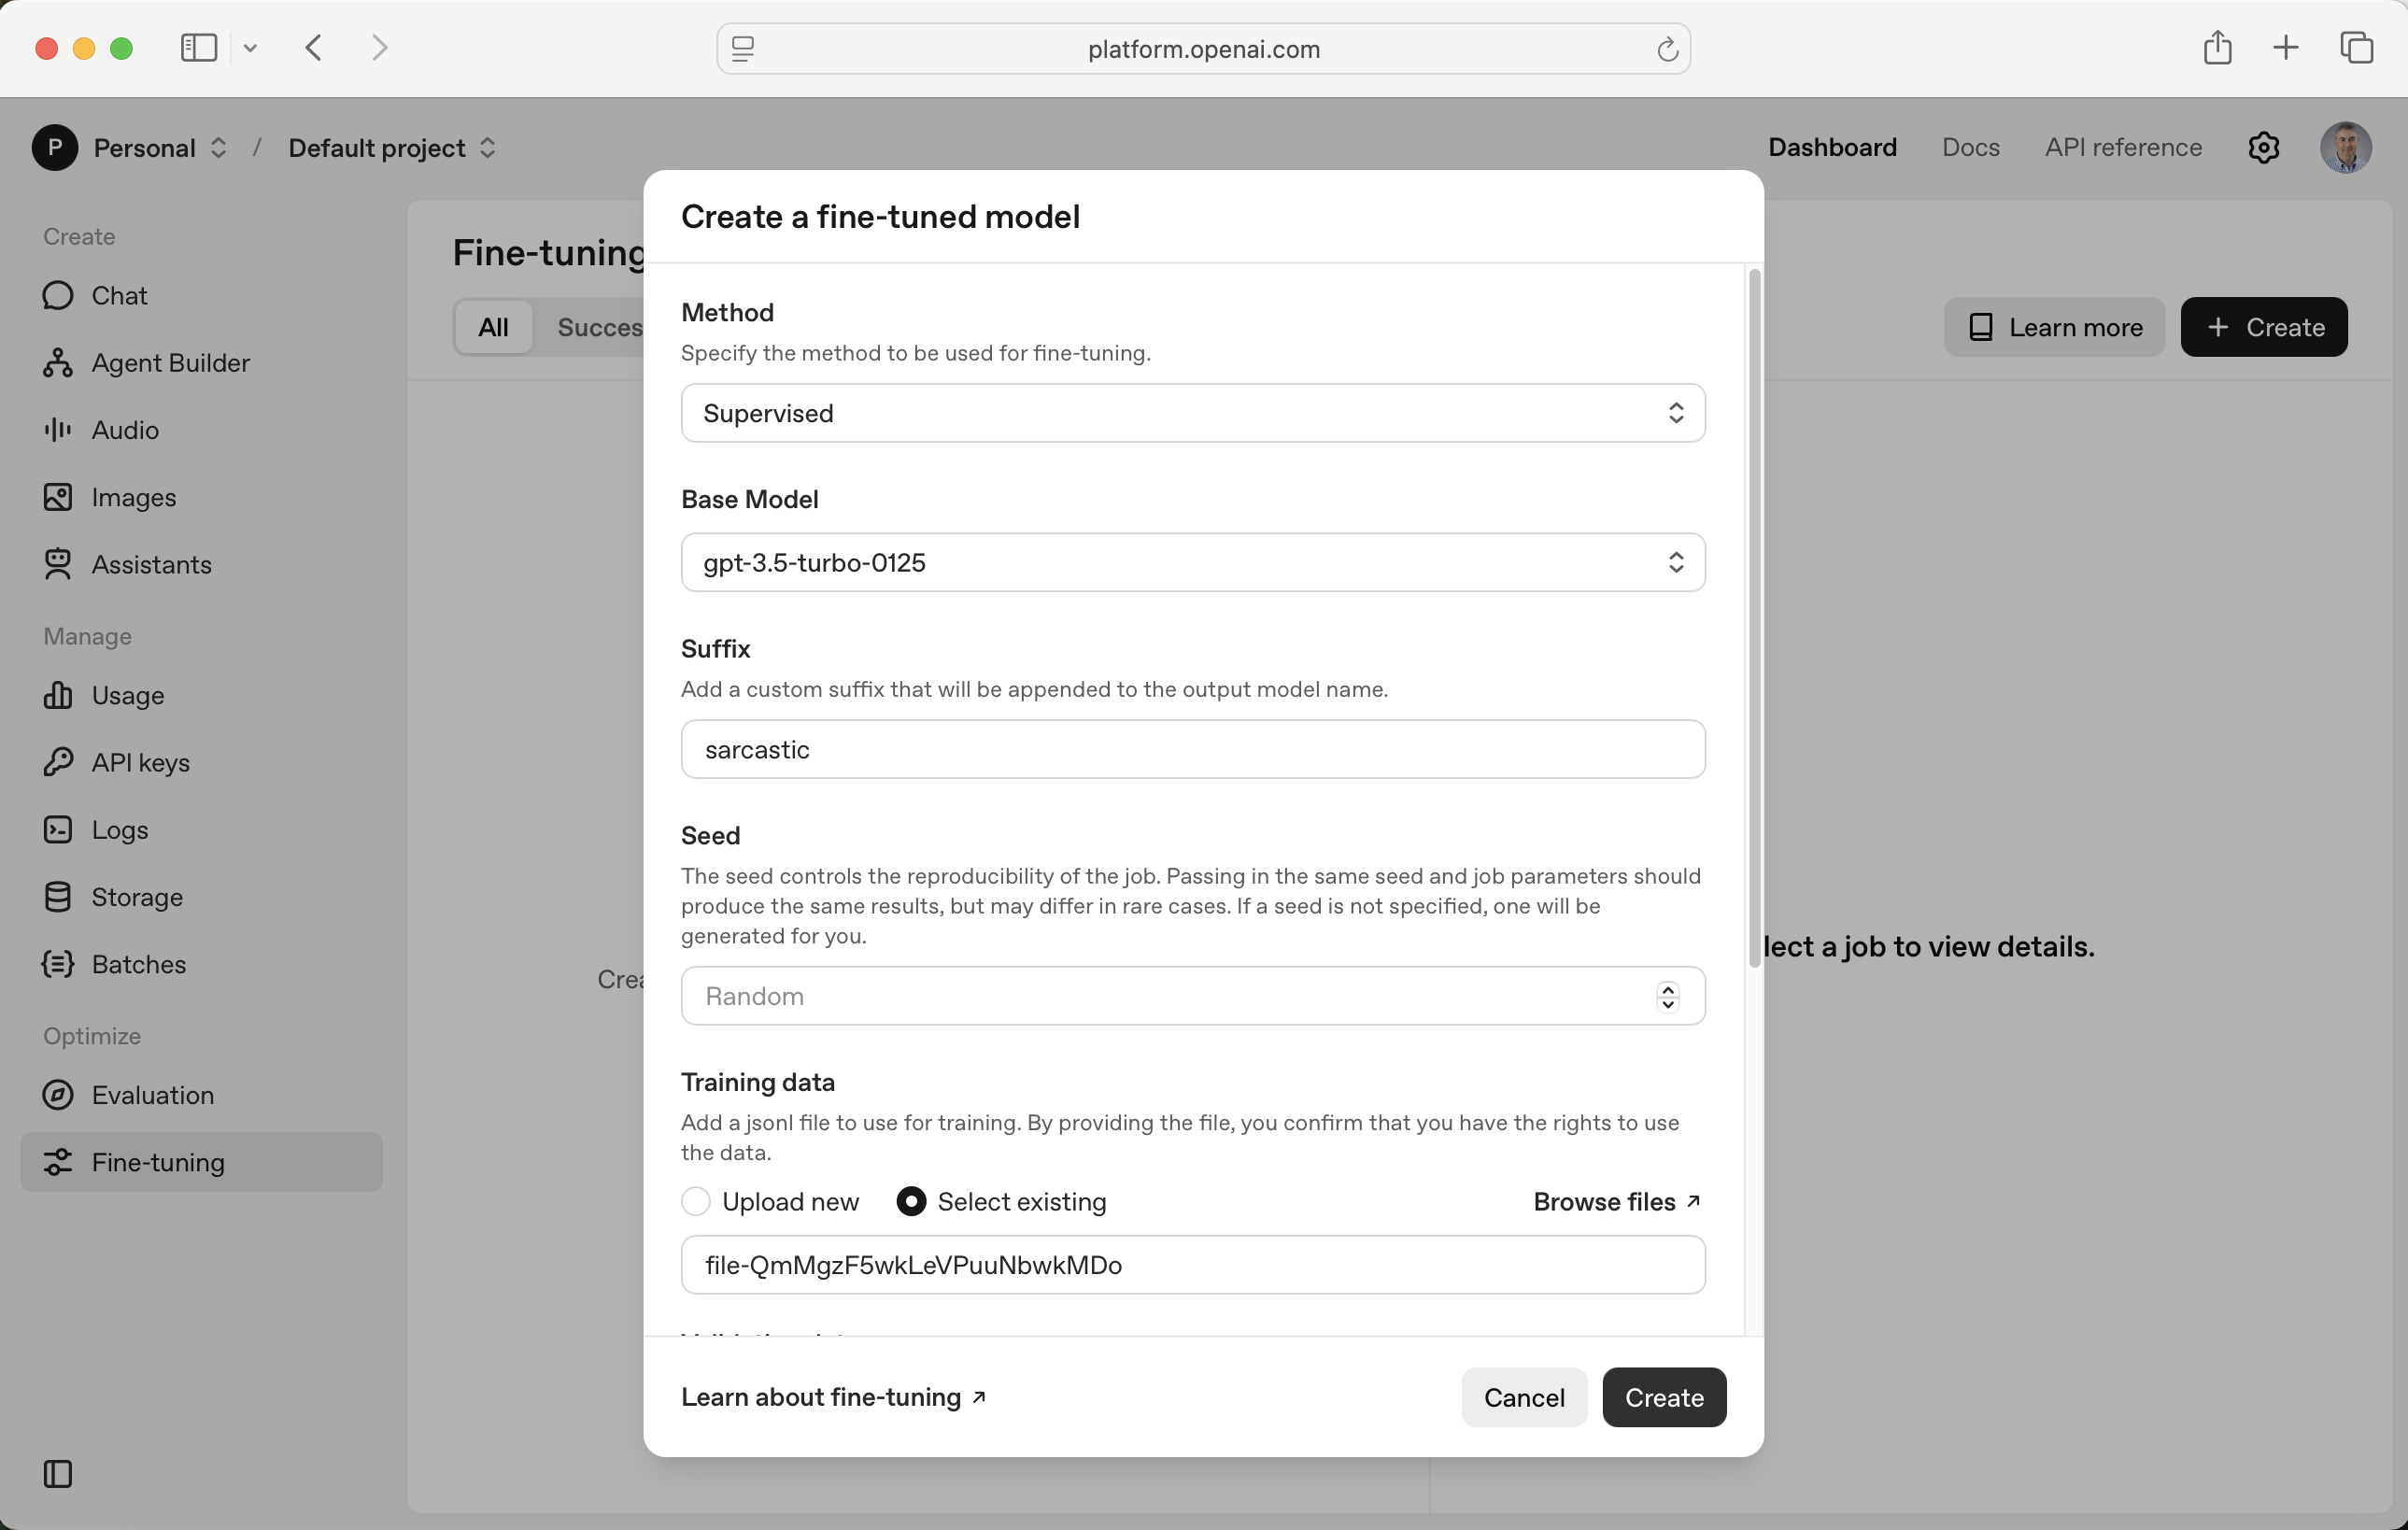 platform.openai.com
P Personal / Default project
Dashboard Docs API reference
Create
Chat
Agent Builder
Audio
Images
Assistants
Manage
Usage
API keys
Logs
Storage
Batches
Optimize
Evaluation
Fine-tuning
Fine-tuning
All
Learn more
+ Create
lect a job to view details.
Create a fine-tuned model
Method
Specify the method to be used for fine-tuning.
Supervised
Base Model
gpt-3.5-turbo-0125
Suffix
Add a custom suffix that will be appended to the output model name.
sarcastic
Seed
The seed controls the reproducibility of the job. Passing in the same seed and job parameters should
produce the same results, but may differ in rare cases. If a seed is not specified, one will be
generated for you.
Random
Training data
Add a jsonl file to use for training. By providing the file, you confirm that you have the rights to use
the data.
Upload new Select existing Browse files
file-QmMgzF5wkLeVPuuNbwkMDo
Learn about fine-tuning
Cancel Create